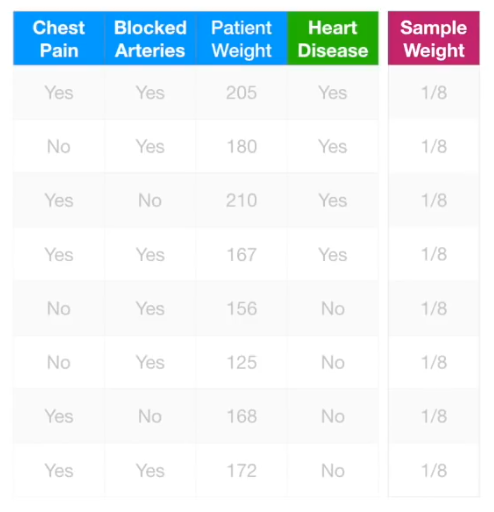 Chest Pain Blocked Arteries Patient Weight Heart Disease Sample Weight
Yes Yes 205 Yes 1/8
No Yes 180 Yes 1/8
Yes No 210 Yes 1/8
Yes Yes 167 Yes 1/8
No Yes 156 No 1/8
No Yes 125 No 1/8
Yes No 168 No 1/8
Yes Yes 172 No 1/8